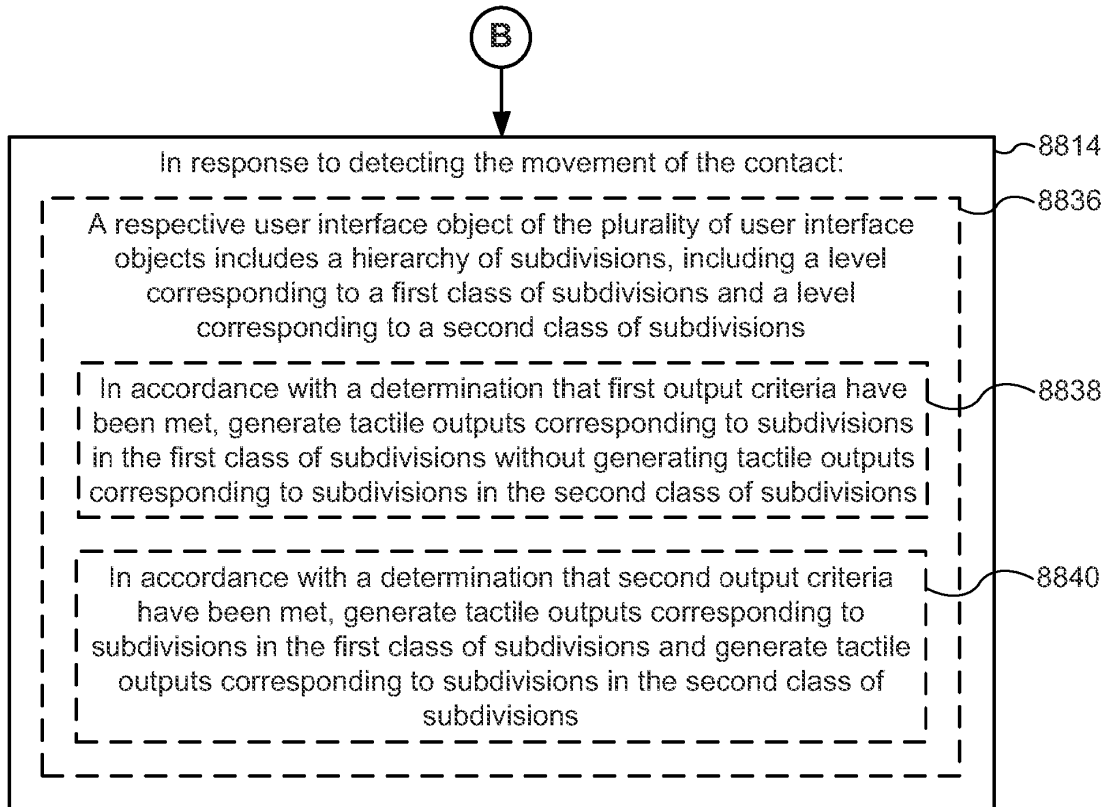 B
In response to detecting the movement of the contact:
8814
8836
A respective user interface object of the plurality of user interface
objects includes a hierarchy of subdivisions, including a level
corresponding to a first class of subdivisions and a level
corresponding to a second class of subdivisions
In accordance with a determination that first output criteria have
been met, generate tactile outputs corresponding to subdivisions
in the first class of subdivisions without generating tactile outputs
corresponding to subdivisions in the second class of subdivisions
8838
In accordance with a determination that second output criteria
have been met, generate tactile outputs corresponding to
subdivisions in the first class of subdivisions and generate tactile
outputs corresponding to subdivisions in the second class of
subdivisions
8840